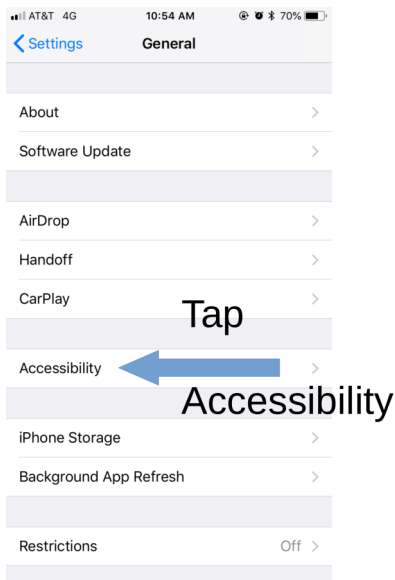 AT&T 4G 10:54 AM 70%
Settings General
About
Software Update
AirDrop
Handoff
CarPlay
Tap
Accessibility
Accessibility
iPhone Storage
Background App Refresh
Restrictions Off